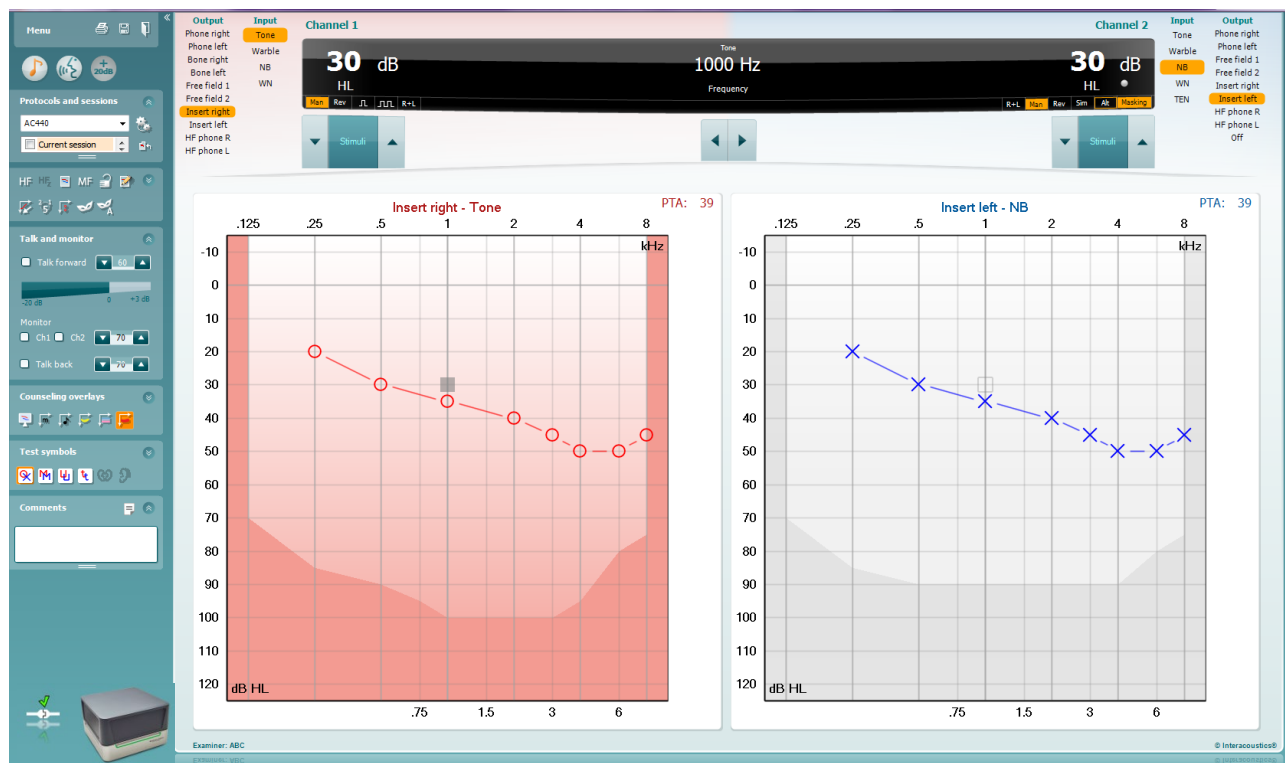 Menu
+
20dB
Protocols and sessions
AC440
Current session
HF HFz MF
Talk and monitor
Talk forward 60
-20 dB 0 +3 dB
Monitor
Ch1 Ch2 70
Talk back 70
Counseling overlays
Test symbols
Comments
Output
Phone right
Phone left
Bone right
Bone left
Free field 1
Free field 2
Insert right
Insert left
HF phone R
HF phone L
Input
Tone
Warble
NB
WN
Channel 1
30 dB
HL
Man Rev R+L
Stimuli
Tone
1000 Hz
Frequency
Channel 2
30 dB
HL
R+L Man Rev Sim Alt Masking
Stimuli
Input
Tone
Warble
NB
WN
TEN
Output
Phone right
Phone left
Free field 1
Free field 2
Insert right
Insert left
HF phone R
HF phone L
Off
Insert right - Tone
PTA: 39
.125 .25 .5 1 2 4 8
kHz
-10
0
10
20
30
40
50
60
70
80
90
100
110
120
dB HL
.75 1.5 3 6
Insert left - NB
PTA: 39
.125 .25 .5 1 2 4 8
kHz
-10
0
10
20
30
40
50
60
70
80
90
100
110
120
dB HL
.75 1.5 3 6
Examiner: ABC
© Interacoustics®